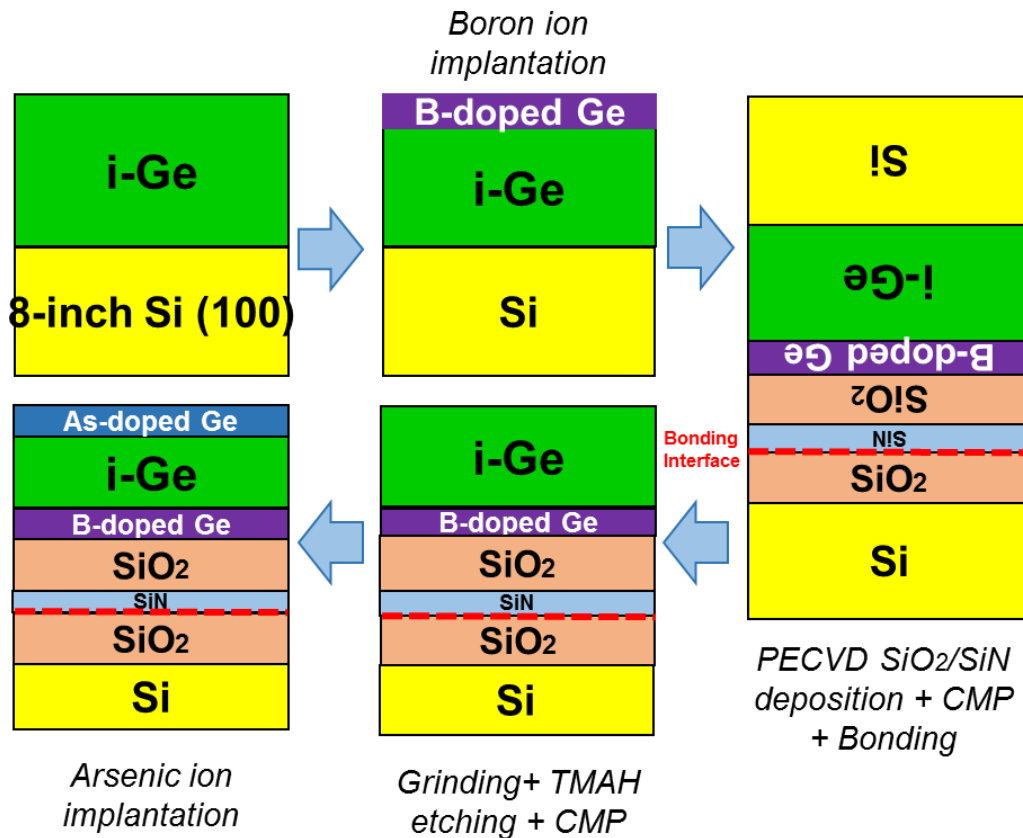 Boron ion
implantation
i-Ge
8-inch Si (100)
B-doped Ge
i-Ge
Si
Si
i-Ge
B-doped Ge
SiO₂
SiN
SiO₂
Si
Bonding
Interface
PECVD SiO₂/SiN
deposition + CMP
+ Bonding
i-Ge
B-doped Ge
SiO₂
SiN
SiO₂
Si
Grinding+ TMAH
etching + CMP
As-doped Ge
i-Ge
B-doped Ge
SiO₂
SiN
SiO₂
Si
Arsenic ion
implantation